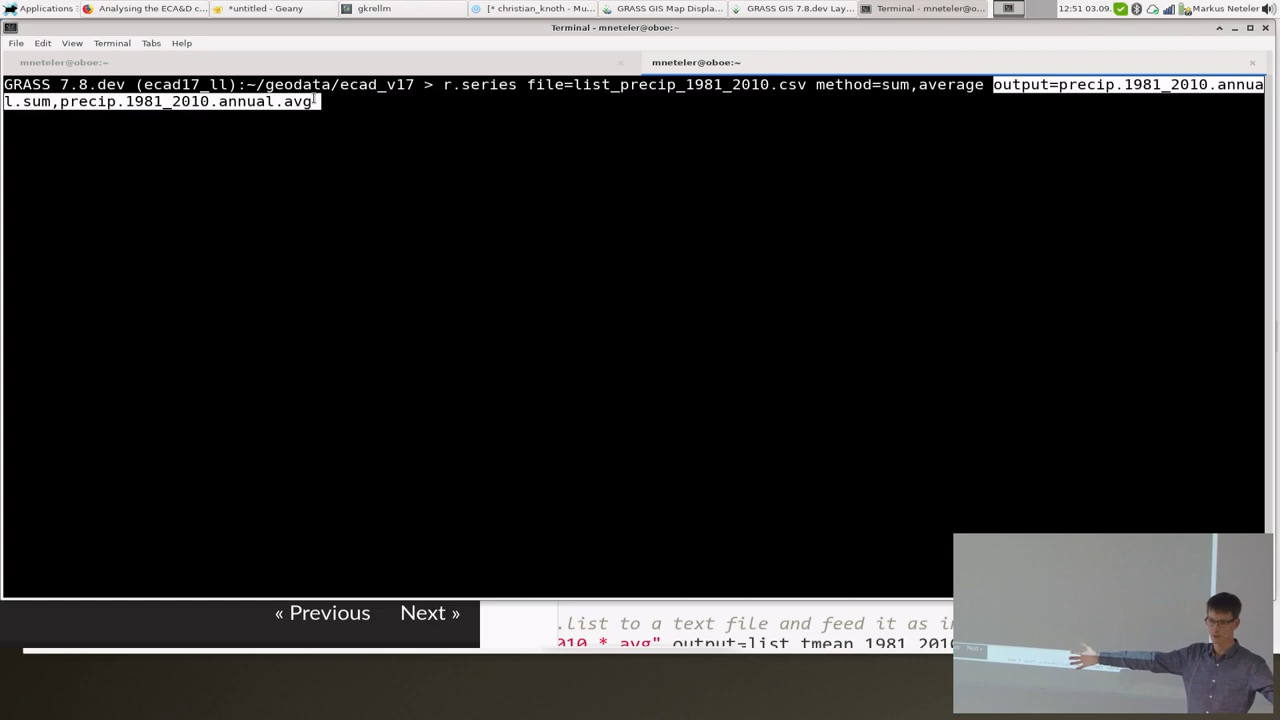 Applications
Analysing the ECA&D c...
*untitled - Geany
gkrellm
[* christian_knoth - Mu...
GRASS GIS Map Displa...
GRASS GIS 7.8.dev Lay...
Terminal - mneteler@o...
12:51 03.09.
Markus Neteler
Terminal - mneteler@oboe:~
File Edit View Terminal Tabs Help
mneteler@oboe:~
mneteler@oboe:~
GRASS 7.8.dev (ecad17_ll):~/geodata/ecad_v17 > r.series file=list_precip_1981_2010.csv method=sum,average output=precip.1981_2010.annua
l.sum,precip.1981_2010.annual.avg
« Previous Next »
.list to a text file and feed it as in
010.*.avg" output=list_tmean_1981_2010